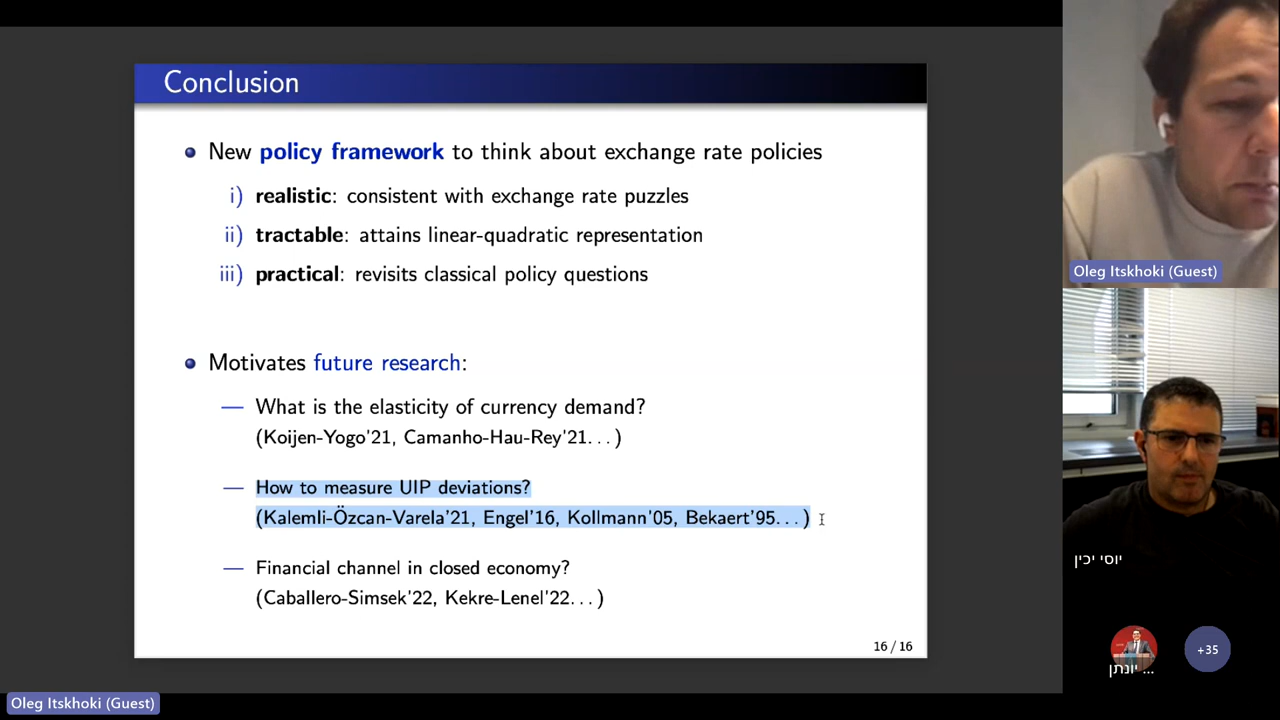 Conclusion
New policy framework to think about exchange rate policies
i) realistic: consistent with exchange rate puzzles
ii) tractable: attains linear-quadratic representation
iii) practical: revisits classical policy questions
Motivates future research:
— What is the elasticity of currency demand?
(Koijen-Yogo'21, Camanho-Hau-Rey'21...)
— How to measure UIP deviations?
(Kalemli-Özcan-Varela'21, Engel'16, Kollmann'05, Bekaert'95...)
— Financial channel in closed economy?
(Caballero-Simsek'22, Kekre-Lenel'22...)
16 / 16
Oleg Itskhoki (Guest)
יוסי יכין
יונתן ...
+35
Oleg Itskhoki (Guest)